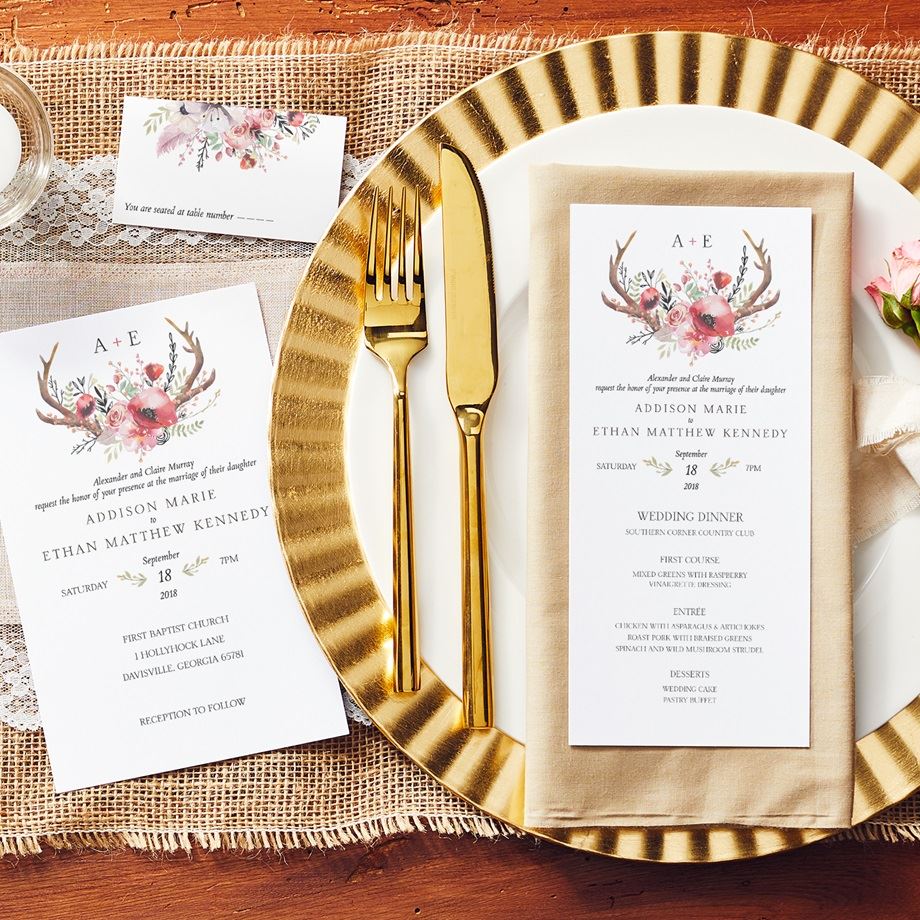 You are seated at table number _ _ _ _
A + E
Alexander and Claire Murray
request the honor of your presence at the marriage of their daughter
ADDISON MARIE
to
ETHAN MATTHEW KENNEDY
September
SATURDAY 18 7PM
2018
FIRST BAPTIST CHURCH
1 HOLLYHOCK LANE
DAVISVILLE, GEORGIA 65781
RECEPTION TO FOLLOW
A + E
Alexander and Claire Murray
request the honor of your presence at the marriage of their daughter
ADDISON MARIE
to
ETHAN MATTHEW KENNEDY
September
SATURDAY 18 7PM
2018
WEDDING DINNER
SOUTHERN CORNER COUNTRY CLUB
FIRST COURSE
MIXED GREENS WITH RASPBERRY
VINAIGRETTE DRESSING
ENTRÉE
CHICKEN WITH ASPARAGUS & ARTICHOKES
ROAST PORK WITH BRAISED GREENS
SPINACH AND WILD MUSHROOM STRUDEL
DESSERTS
WEDDING CAKE
PASTRY BUFFET